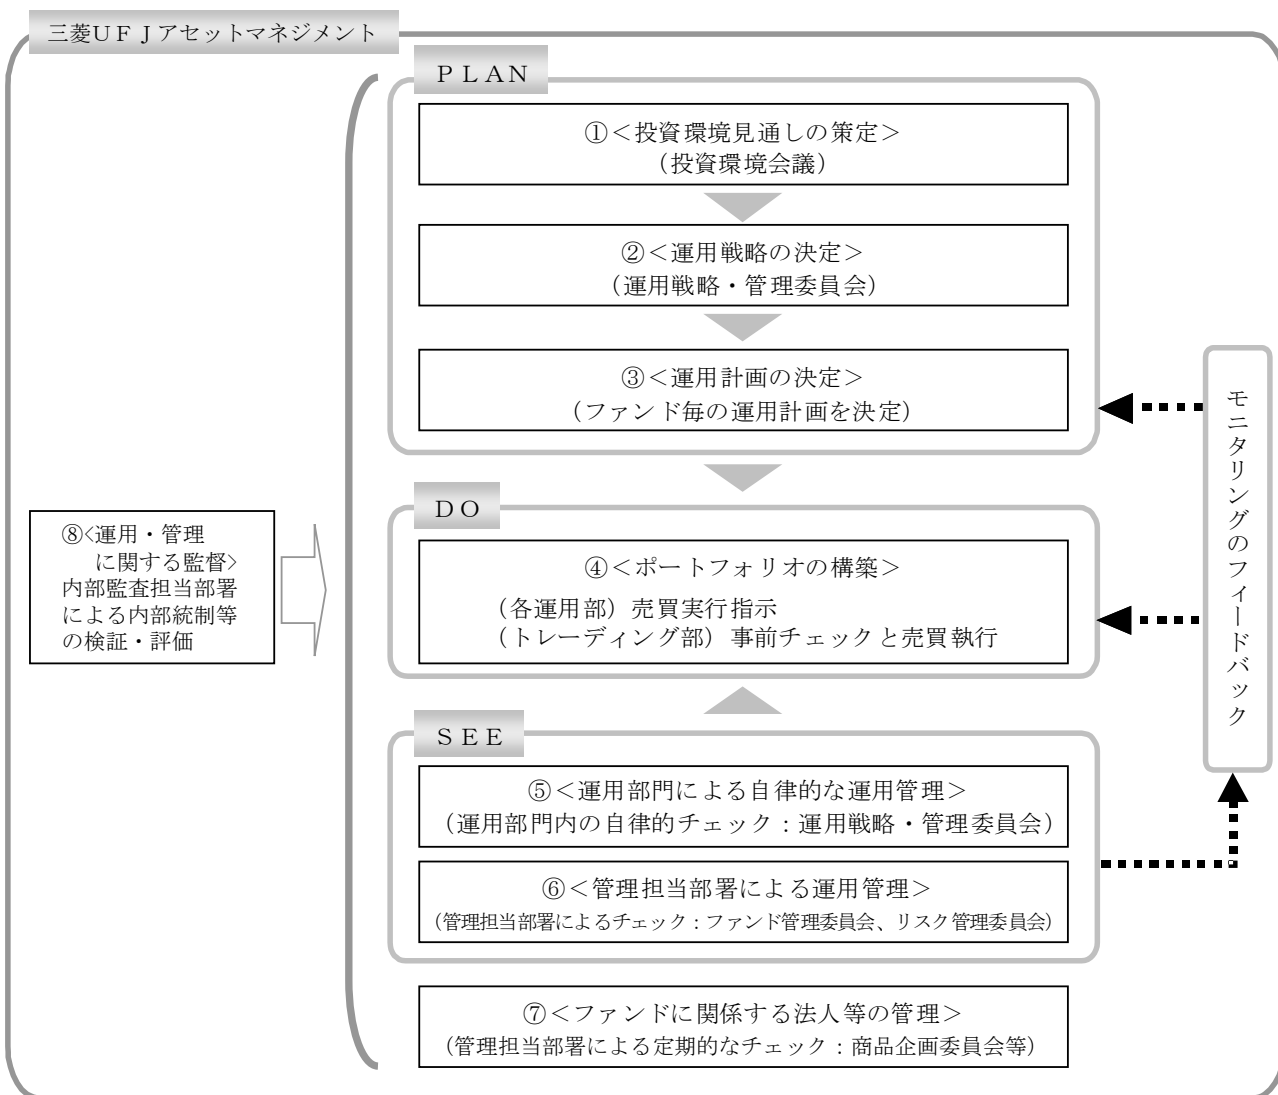 三菱ＵＦＪアセットマネジメント
ＰＬＡＮ
①＜投資環境見通しの策定＞
（投資環境会議）
②＜運用戦略の決定＞
（運用戦略・管理委員会）
③＜運用計画の決定＞
（ファンド毎の運用計画を決定）
ＤＯ
④＜ポートフォリオの構築＞
（各運用部）売買実行指示
（トレーディング部）事前チェックと売買執行
ＳＥＥ
⑤＜運用部門による自律的な運用管理＞
（運用部門内の自律的チェック：運用戦略・管理委員会）
⑥＜管理担当部署による運用管理＞
（管理担当部署によるチェック：ファンド管理委員会、リスク管理委員会）
⑦＜ファンドに関係する法人等の管理＞
（管理担当部署による定期的なチェック：商品企画委員会等）
⑧<運用・管理
に関する監督>
内部監査担当部署
による内部統制等
の検証・評価
モニタリングのフィードバック